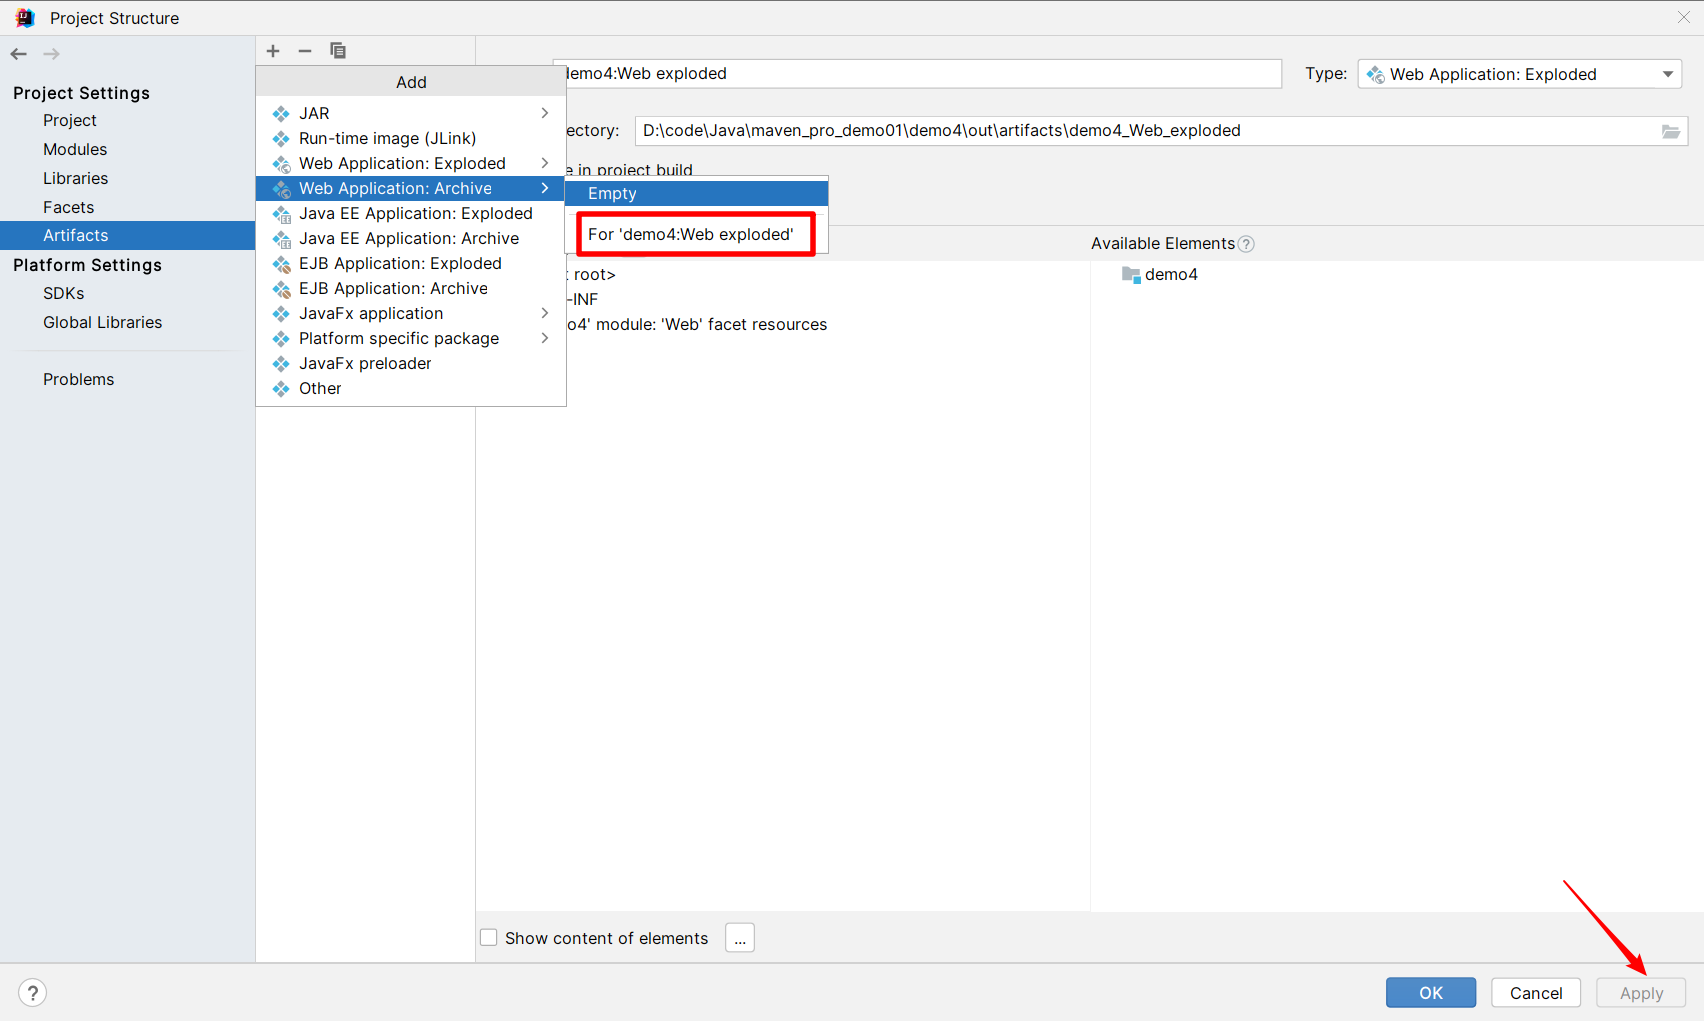 Project Structure
Project Settings
Project
Modules
Libraries
Facets
Artifacts
Platform Settings
SDKs
Global Libraries
Problems
Add
JAR
Run-time image (JLink)
Web Application: Exploded
Web Application: Archive
Java EE Application: Exploded
Java EE Application: Archive
EJB Application: Exploded
EJB Application: Archive
JavaFx application
Platform specific package
JavaFx preloader
Other
Empty
For 'demo4:Web exploded'
demo4:Web exploded
Type:
Web Application: Exploded
ectory:
D:\code\Java\maven_pro_demo01\demo4\out\artifacts\demo4_Web_exploded
e in project build
Available Elements
?
t root>
-INF
o4' module: 'Web' facet resources
demo4
Show content of elements
...
?
OK
Cancel
Apply